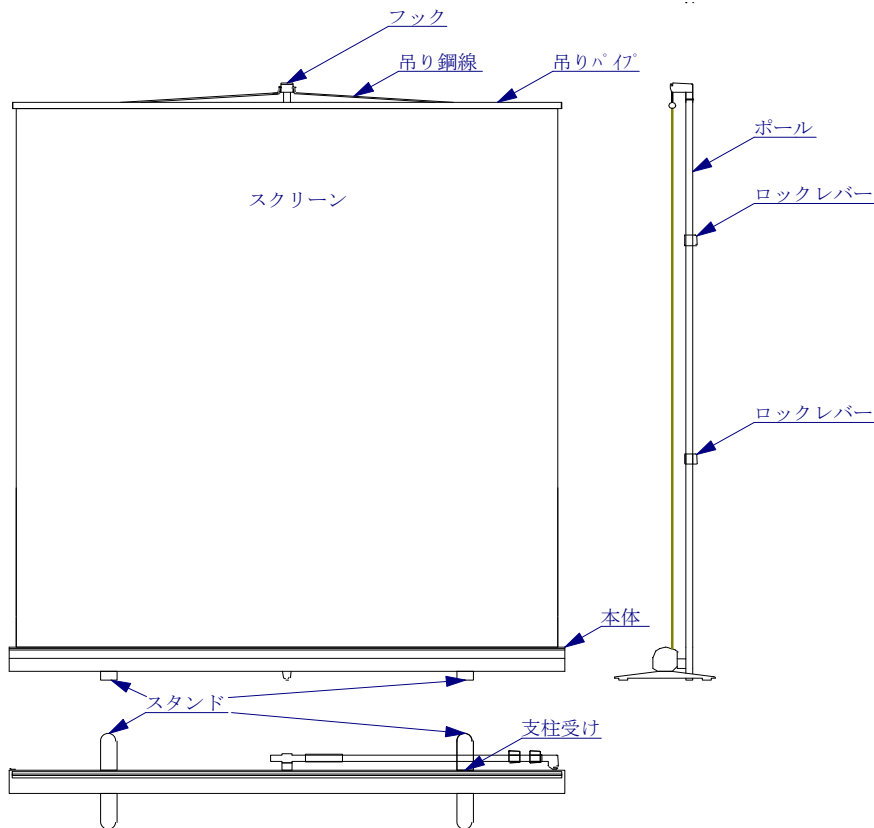 フック
吊り鋼線
吊りﾊﾟｲﾌﾟ
ポール
スクリーン
ロックレバー
ロックレバー
本体
スタンド
支柱受け